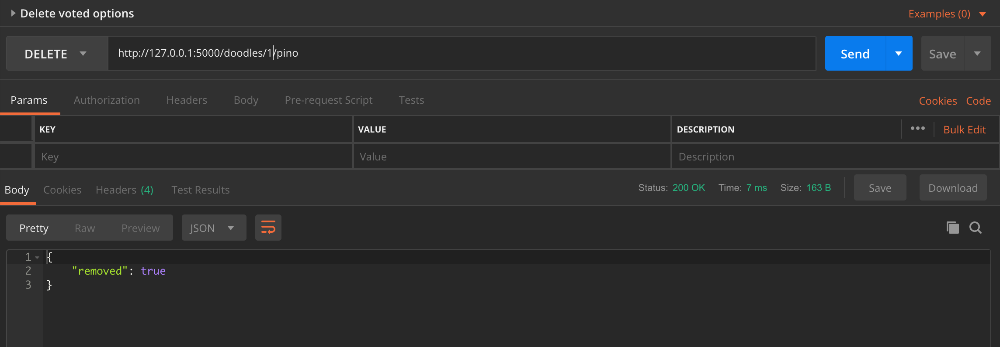 Delete voted options
Examples (0)
DELETE
http://127.0.0.1:5000/doodles/1/pino
Send
Save
Params Authorization Headers Body Pre-request Script Tests
Cookies Code
KEY VALUE DESCRIPTION ••• Bulk Edit
Key Value Description
Body Cookies Headers (4) Test Results
Status: 200 OK Time: 7 ms Size: 163 B
Save Download
Pretty Raw Preview JSON
1 {
2 "removed": true
3 }